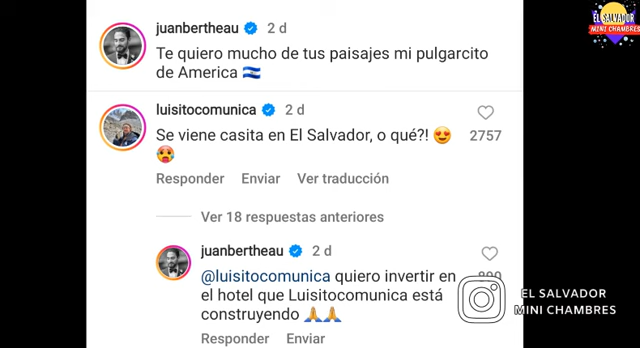 juanbertheau 2 d
Te quiero mucho de tus paisajes mi pulgarcito
de America 🇸🇻
luisitocomunica 2 d
Se viene casita en El Salvador, o qué?! 😍
🥵
2757
Responder Enviar Ver traducción
Ver 18 respuestas anteriores
juanbertheau 2 d
@luisitocomunica quiero invertir en
el hotel que Luisitocomunica está
construyendo 🙏🙏
Responder Enviar
EL SALVADOR
MINI CHAMBRES
EL SALVADOR
MINI CHAMBRES